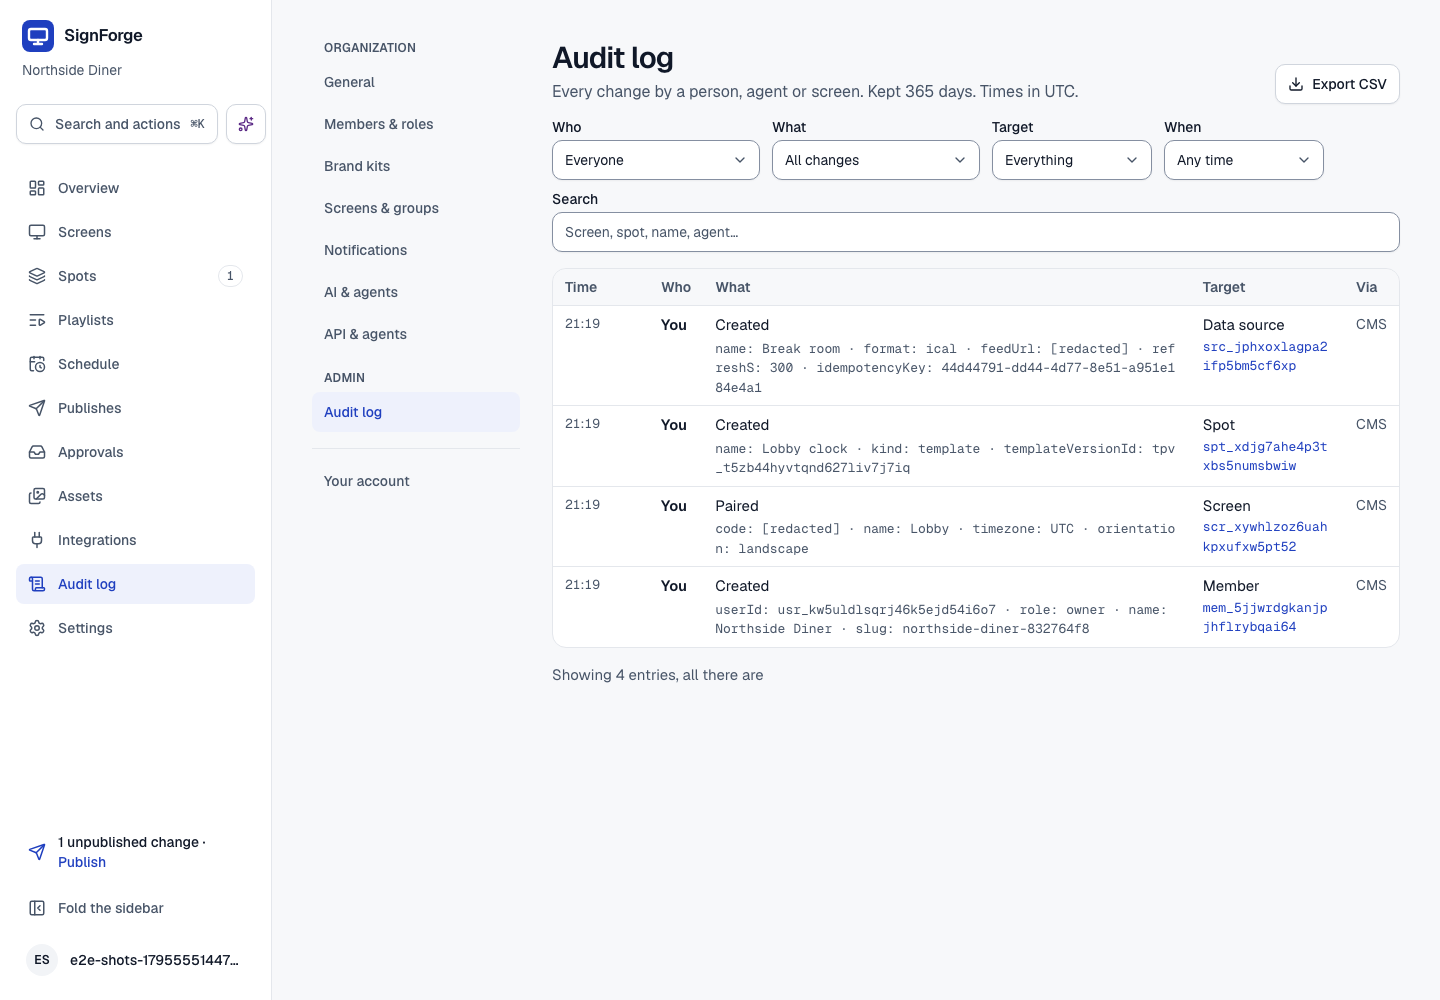 SignForge
Northside Diner
Search and actions ⌘K
Overview
Screens
Spots 1
Playlists
Schedule
Publishes
Approvals
Assets
Integrations
Audit log
Settings
1 unpublished change ·
Publish
Fold the sidebar
ES e2e-shots-17955551447...
ORGANIZATION
General
Members & roles
Brand kits
Screens & groups
Notifications
AI & agents
API & agents
ADMIN
Audit log
Your account
Audit log
Every change by a person, agent or screen. Kept 365 days. Times in UTC.
Export CSV
Who What Target When
Everyone All changes Everything Any time
Search
Screen, spot, name, agent…
Time Who What Target Via
21:19 You Created Data source CMS
name: Break room · format: ical · feedUrl: [redacted] · ref src_jphxoxlagpa2
reshS: 300 · idempotencyKey: 44d44791-dd44-4d77-8e51-a951e1 ifp5bm5cf6xp
84e4a1
21:19 You Created Spot CMS
name: Lobby clock · kind: template · templateVersionId: tpv spt_xdjg7ahe4p3t
_t5zb44hyvtqnd627liv7j7iq xbs5numsbwiw
21:19 You Paired Screen CMS
code: [redacted] · name: Lobby · timezone: UTC · orientatio scr_xywhlzoz6uah
n: landscape kpxufxw5pt52
21:19 You Created Member CMS
userId: usr_kw5uldlsqrj46k5ejd54i6o7 · role: owner · name: mem_5jjwrdgkanjp
Northside Diner · slug: northside-diner-832764f8 jhflrybqai64
Showing 4 entries, all there are